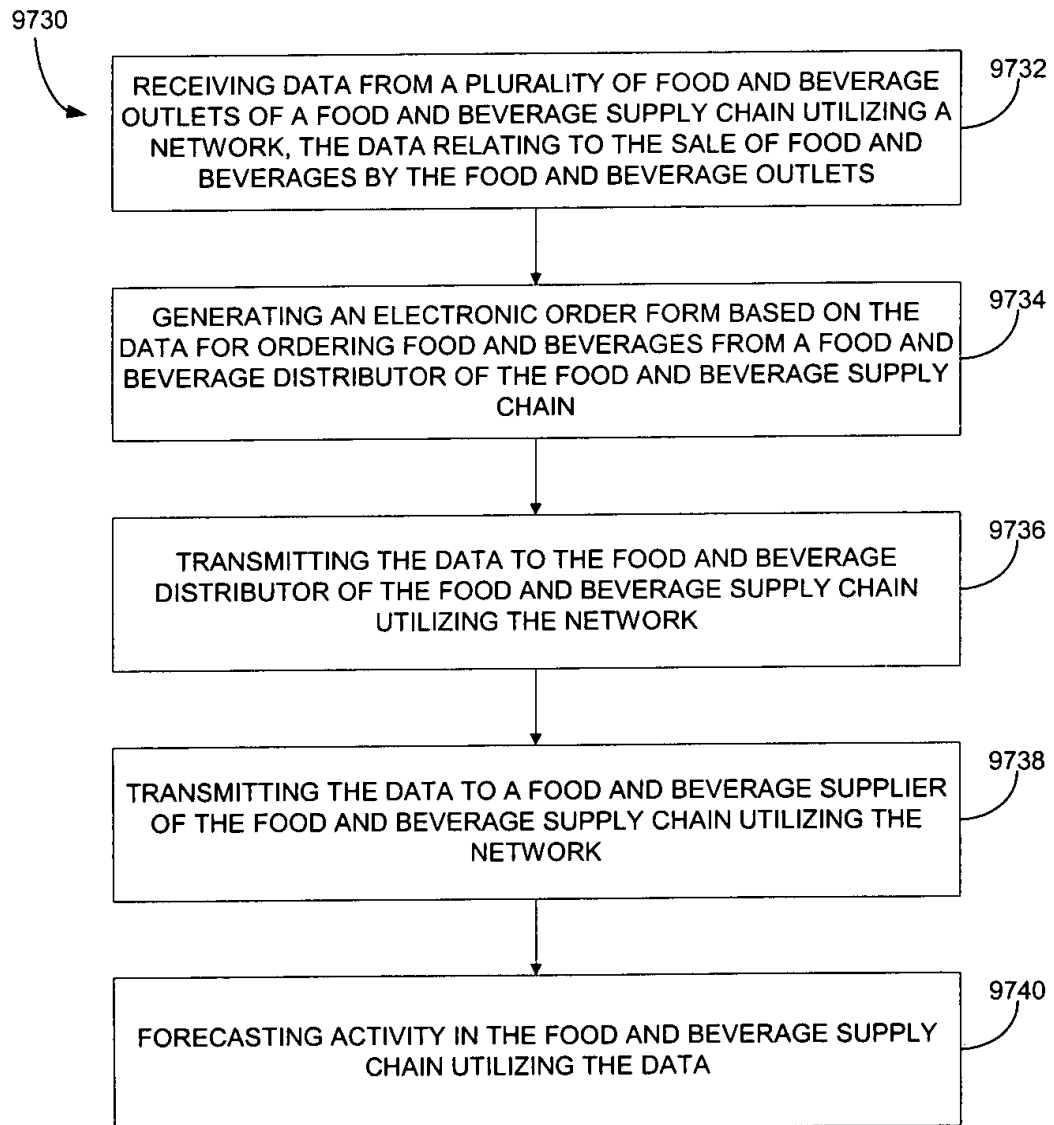 9730
9732
RECEIVING DATA FROM A PLURALITY OF FOOD AND BEVERAGE
OUTLETS OF A FOOD AND BEVERAGE SUPPLY CHAIN UTILIZING A
NETWORK, THE DATA RELATING TO THE SALE OF FOOD AND
BEVERAGES BY THE FOOD AND BEVERAGE OUTLETS
9734
GENERATING AN ELECTRONIC ORDER FORM BASED ON THE
DATA FOR ORDERING FOOD AND BEVERAGES FROM A FOOD AND
BEVERAGE DISTRIBUTOR OF THE FOOD AND BEVERAGE SUPPLY
CHAIN
9736
TRANSMITTING THE DATA TO THE FOOD AND BEVERAGE
DISTRIBUTOR OF THE FOOD AND BEVERAGE SUPPLY CHAIN
UTILIZING THE NETWORK
9738
TRANSMITTING THE DATA TO A FOOD AND BEVERAGE SUPPLIER
OF THE FOOD AND BEVERAGE SUPPLY CHAIN UTILIZING THE
NETWORK
9740
FORECASTING ACTIVITY IN THE FOOD AND BEVERAGE SUPPLY
CHAIN UTILIZING THE DATA